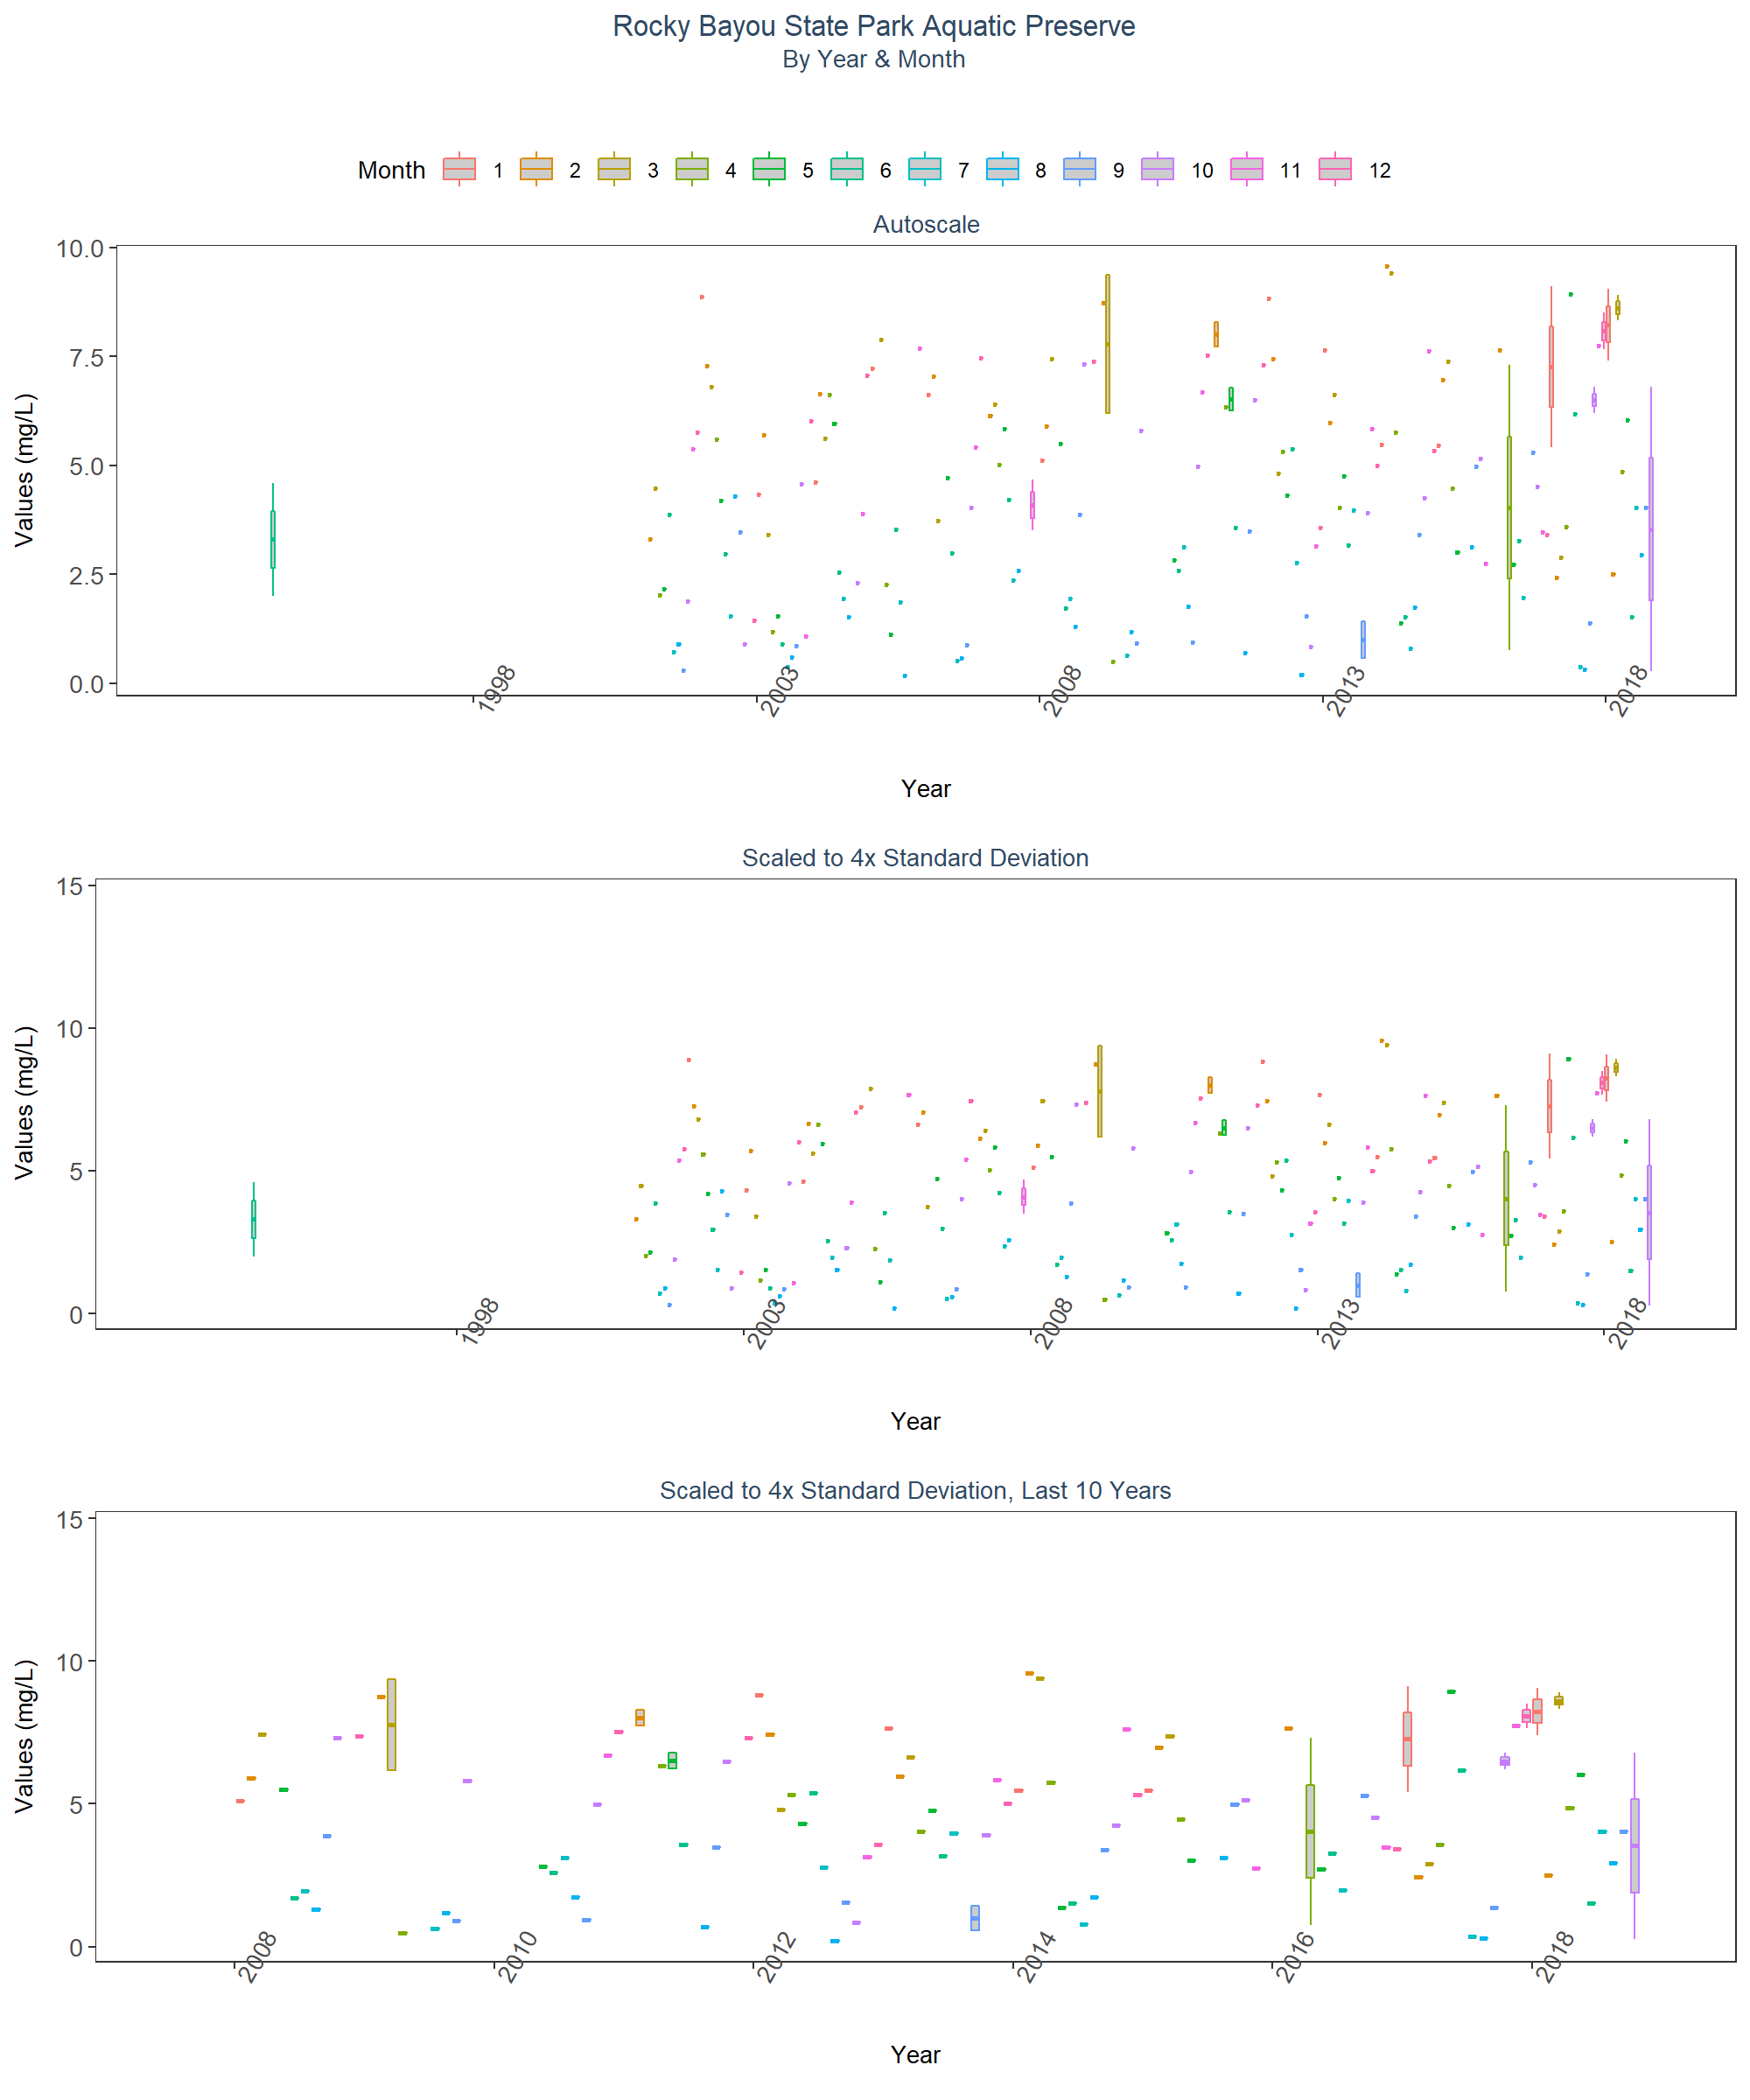 Rocky Bayou State Park Aquatic Preserve
By Year & Month
Month 1 2 3 4 5 6 7 8 9 10 11 12
Autoscale
Values (mg/L)
10.0
7.5
5.0
2.5
0.0
1998 2003 2008 2013 2018
Year
Scaled to 4x Standard Deviation
Values (mg/L)
15
10
5
0
1998 2003 2008 2013 2018
Year
Scaled to 4x Standard Deviation, Last 10 Years
Values (mg/L)
15
10
5
0
2008 2010 2012 2014 2016 2018
Year